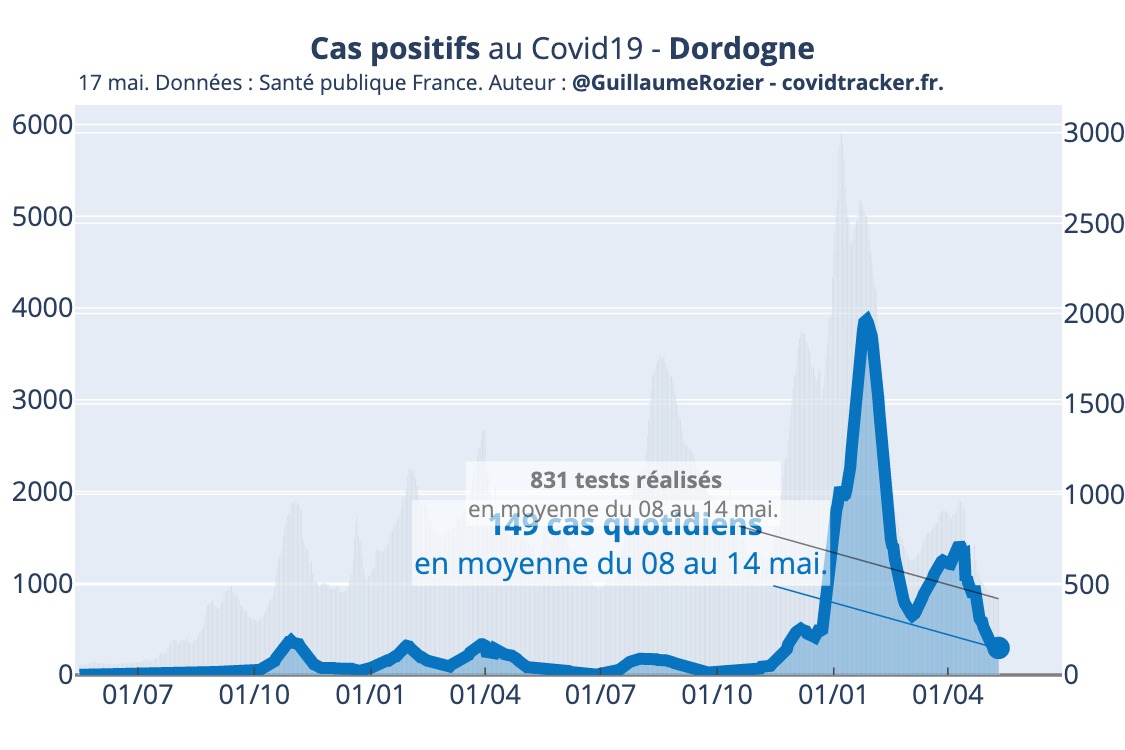 Cas positifs au Covid19 - Dordogne
17 mai. Données : Santé publique France. Auteur : @GuillaumeRozier - covidtracker.fr.
6000
5000
4000
3000
2000
1000
0
3000
2500
2000
1500
1000
500
0
831 tests réalisés
en moyenne du 08 au 14 mai.
149 cas quotidiens
en moyenne du 08 au 14 mai.
01/07 01/10 01/01 01/04 01/07 01/10 01/01 01/04